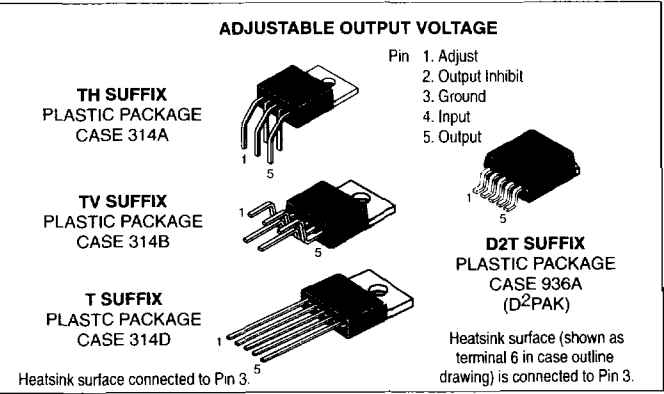 ADJUSTABLE OUTPUT VOLTAGE
TH SUFFIX
PLASTIC PACKAGE
CASE 314A
1
5
Pin 1. Adjust
2. Output Inhibit
3. Ground
4. Input
5. Output
TV SUFFIX
PLASTIC PACKAGE
CASE 314B
1
5
1
5
D2T SUFFIX
PLASTIC PACKAGE
CASE 936A
(D2PAK)
T SUFFIX
PLASTC PACKAGE
CASE 314D
1
5
Heatsink surface connected to Pin 3.
Heatsink surface (shown as
terminal 6 in case outline
drawing) is connected to Pin 3.